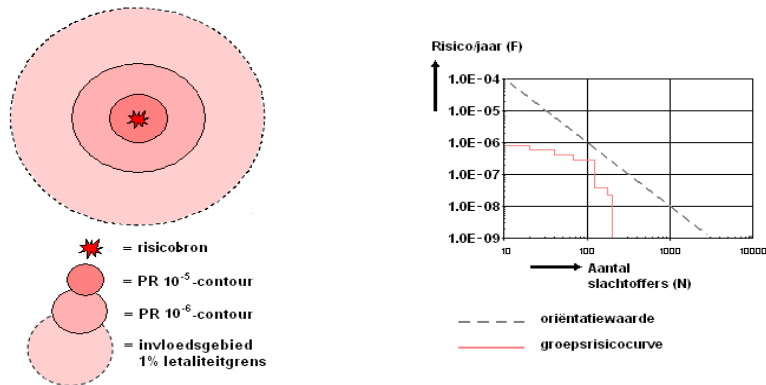 = risicobron
= PR 10⁻⁵-contour
= PR 10⁻⁶-contour
= invloedsgebied
1% letaliteitgrens
Risico/jaar (F)
1.0E-04
1.0E-05
1.0E-06
1.0E-07
1.0E-08
1.0E-09
10 100 1000 10000
Aantal
slachtoffers (N)
oriëntatiewaarde
groepsrisicocurve